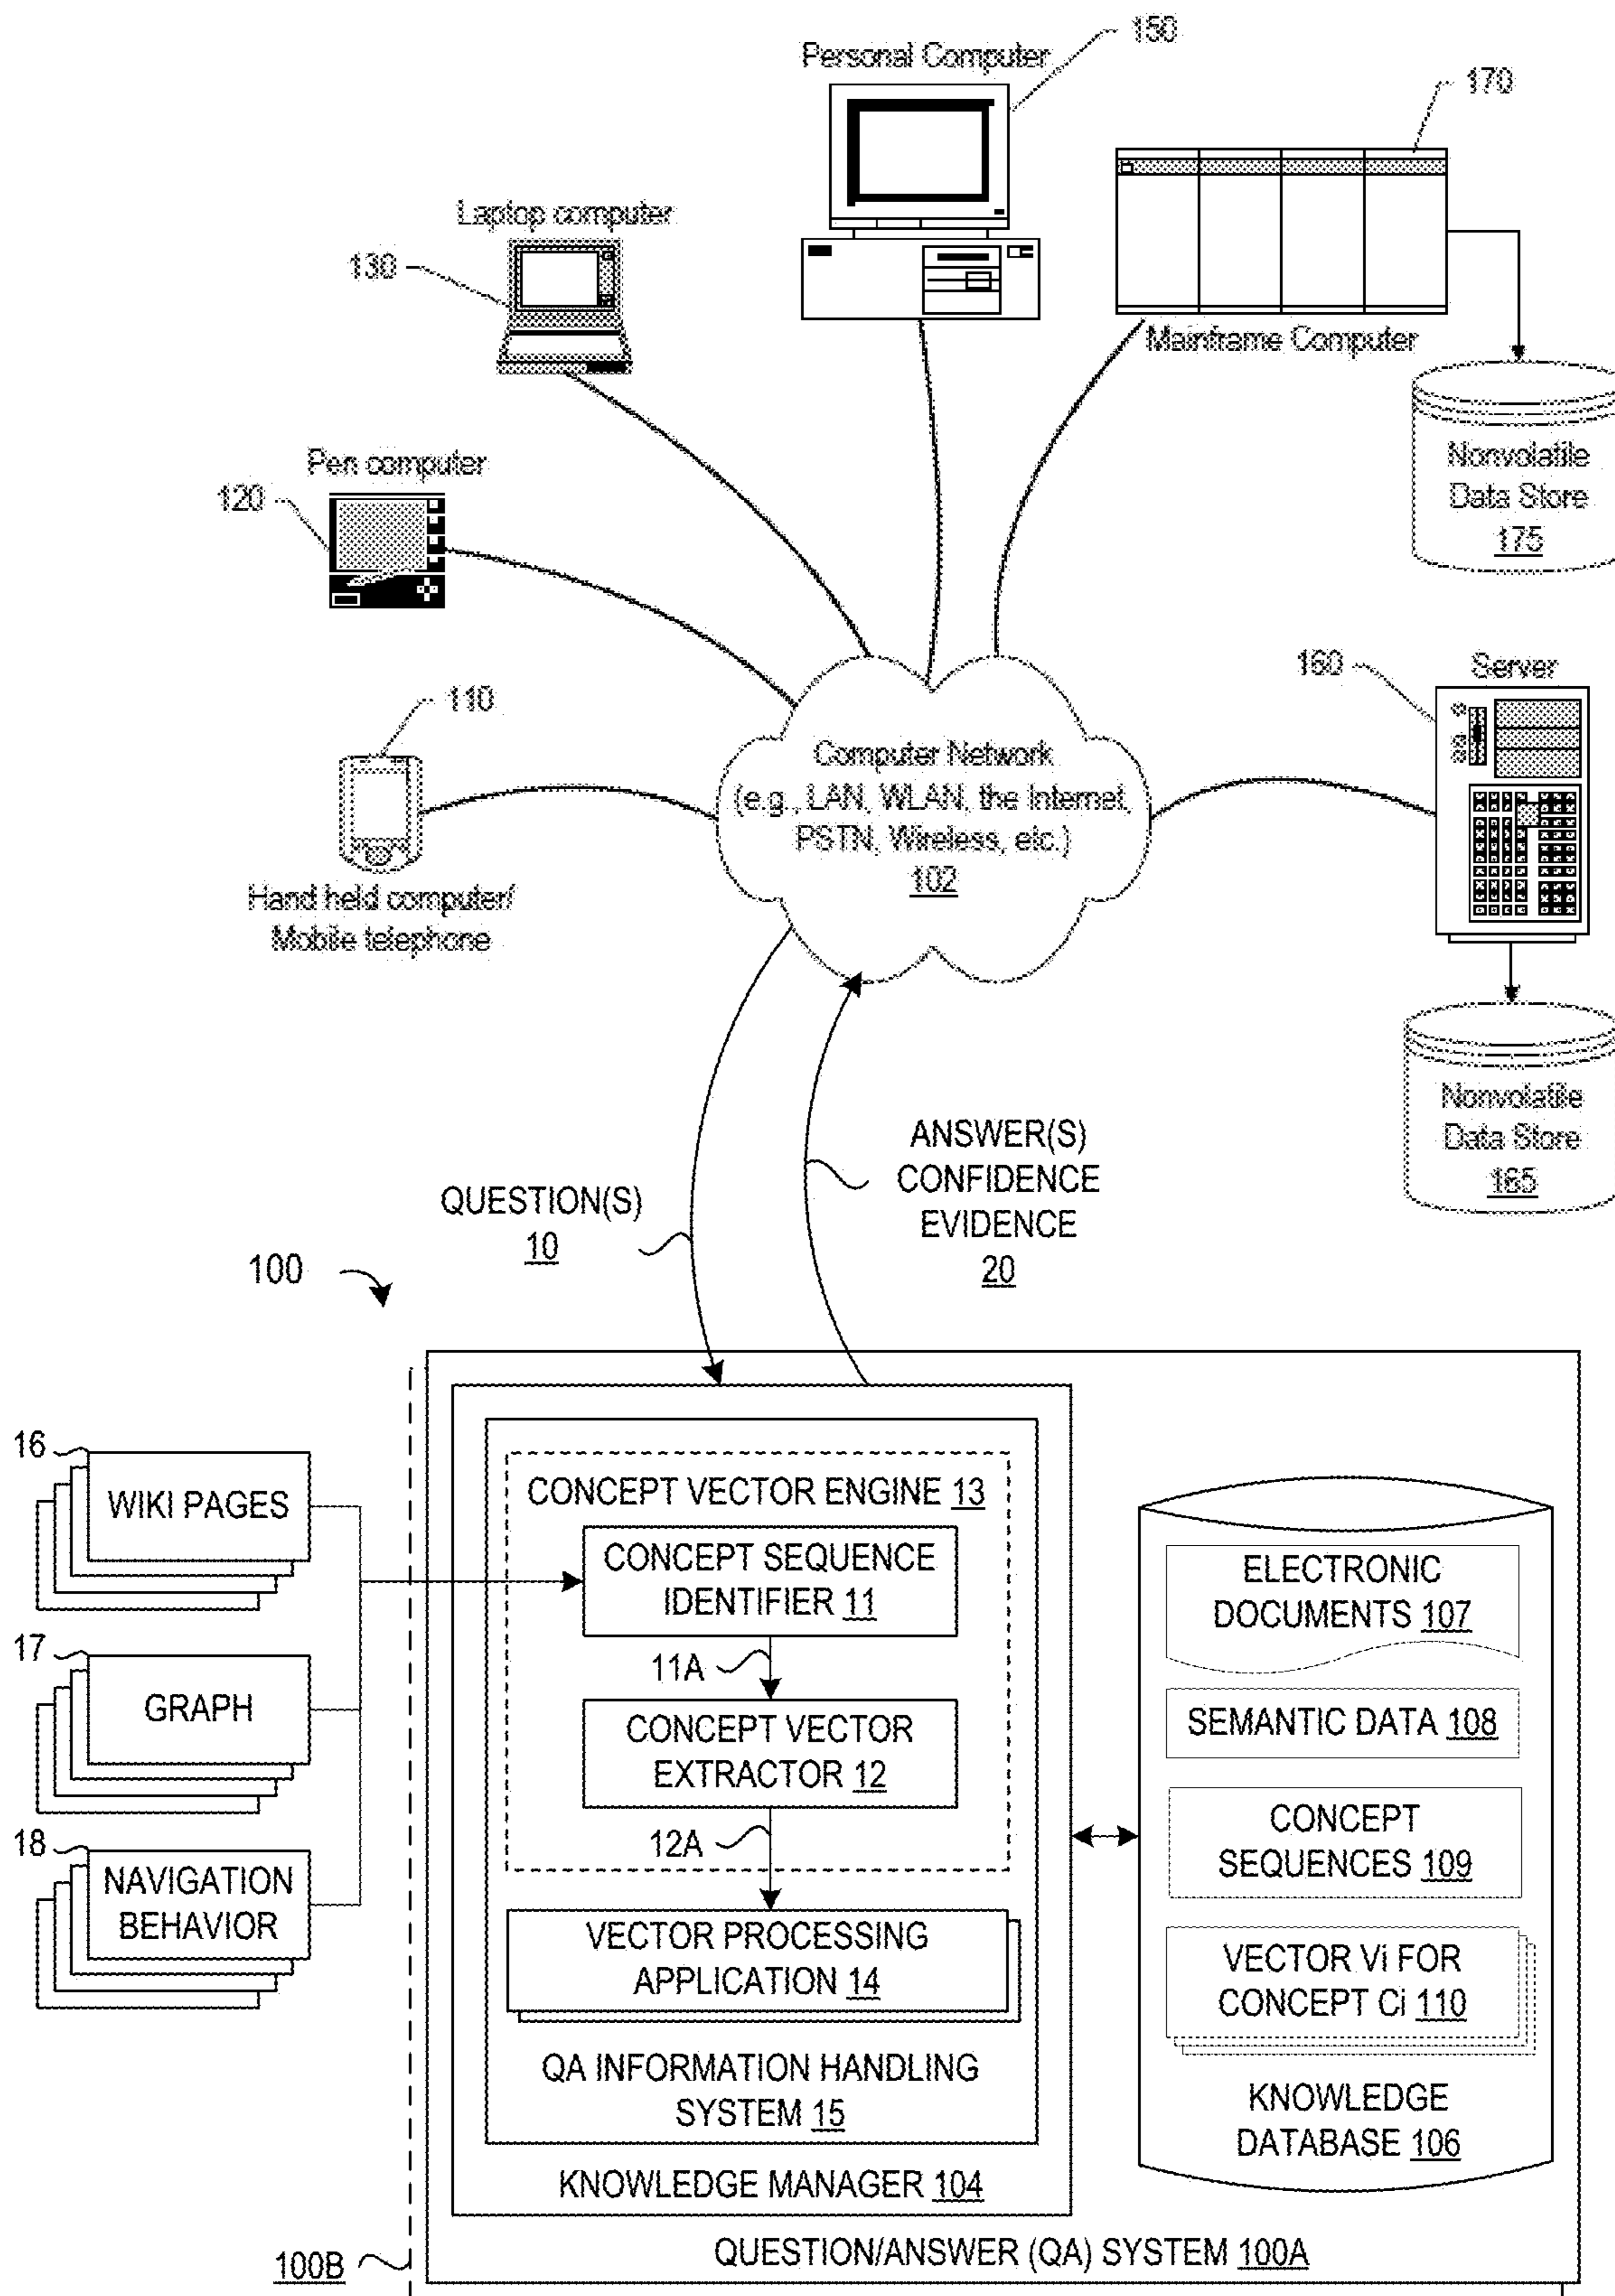 150
Personal Computer
170
Laptop computer
130
Mainframe Computer
Pen computer
120
Nonvolatile
Data Store
175
160
Server
110
Computer Network
(e.g., LAN, WLAN, the Internet,
PSTN, Wireless, etc.)
102
Hand held computer/
Mobile telephone
Nonvolatile
Data Store
165
ANSWER(S)
CONFIDENCE
EVIDENCE
20
QUESTION(S)
10
100
16
WIKI PAGES
17
GRAPH
18
NAVIGATION
BEHAVIOR
CONCEPT VECTOR ENGINE 13
CONCEPT SEQUENCE
IDENTIFIER 11
11A
CONCEPT VECTOR
EXTRACTOR 12
12A
VECTOR PROCESSING
APPLICATION 14
QA INFORMATION HANDLING
SYSTEM 15
KNOWLEDGE MANAGER 104
ELECTRONIC
DOCUMENTS 107
SEMANTIC DATA 108
CONCEPT
SEQUENCES 109
VECTOR Vi FOR
CONCEPT Ci 110
KNOWLEDGE
DATABASE 106
QUESTION/ANSWER (QA) SYSTEM 100A
100B